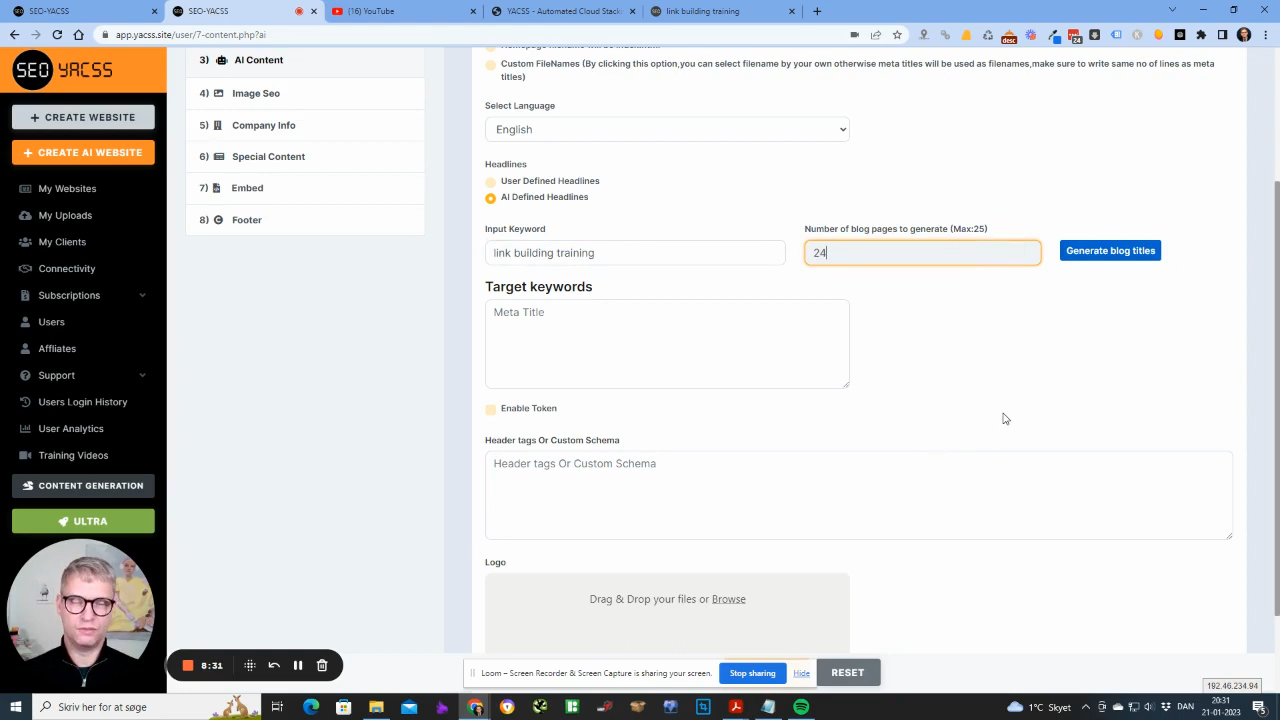 SEO-YACSS
SEO-YACSS
(16) YouTube
YACSS - Automated Cloud Stack
link building training
app.yacss.site/user/7-content.php?ai
desc
24
SEO YACSS
CREATE WEBSITE
CREATE AI WEBSITE
My Websites
My Uploads
My Clients
Connectivity
Subscriptions
Users
Affliates
Support
Users Login History
User Analytics
Training Videos
CONTENT GENERATION
ULTRA
3) AI Content
4) Image Seo
5) Company Info
6) Special Content
7) Embed
8) Footer
Custom FileNames (By clicking this option,you can select filename by your own otherwise meta titles will be used as filenames,make sure to write same no of lines as meta
titles)
Select Language
English
Headlines
User Defined Headlines
AI Defined Headlines
Input Keyword
Number of blog pages to generate (Max:25)
link building training
24
Generate blog titles
Target keywords
Meta Title
Enable Token
Header tags Or Custom Schema
Header tags Or Custom Schema
Logo
Drag & Drop your files or Browse
8:31
Loom – Screen Recorder & Screen Capture is sharing your screen.
Stop sharing
Hide
RESET
192.46.234.94
Skriv her for at søge
1°C Skyet
DAN
20:31
21-01-2023